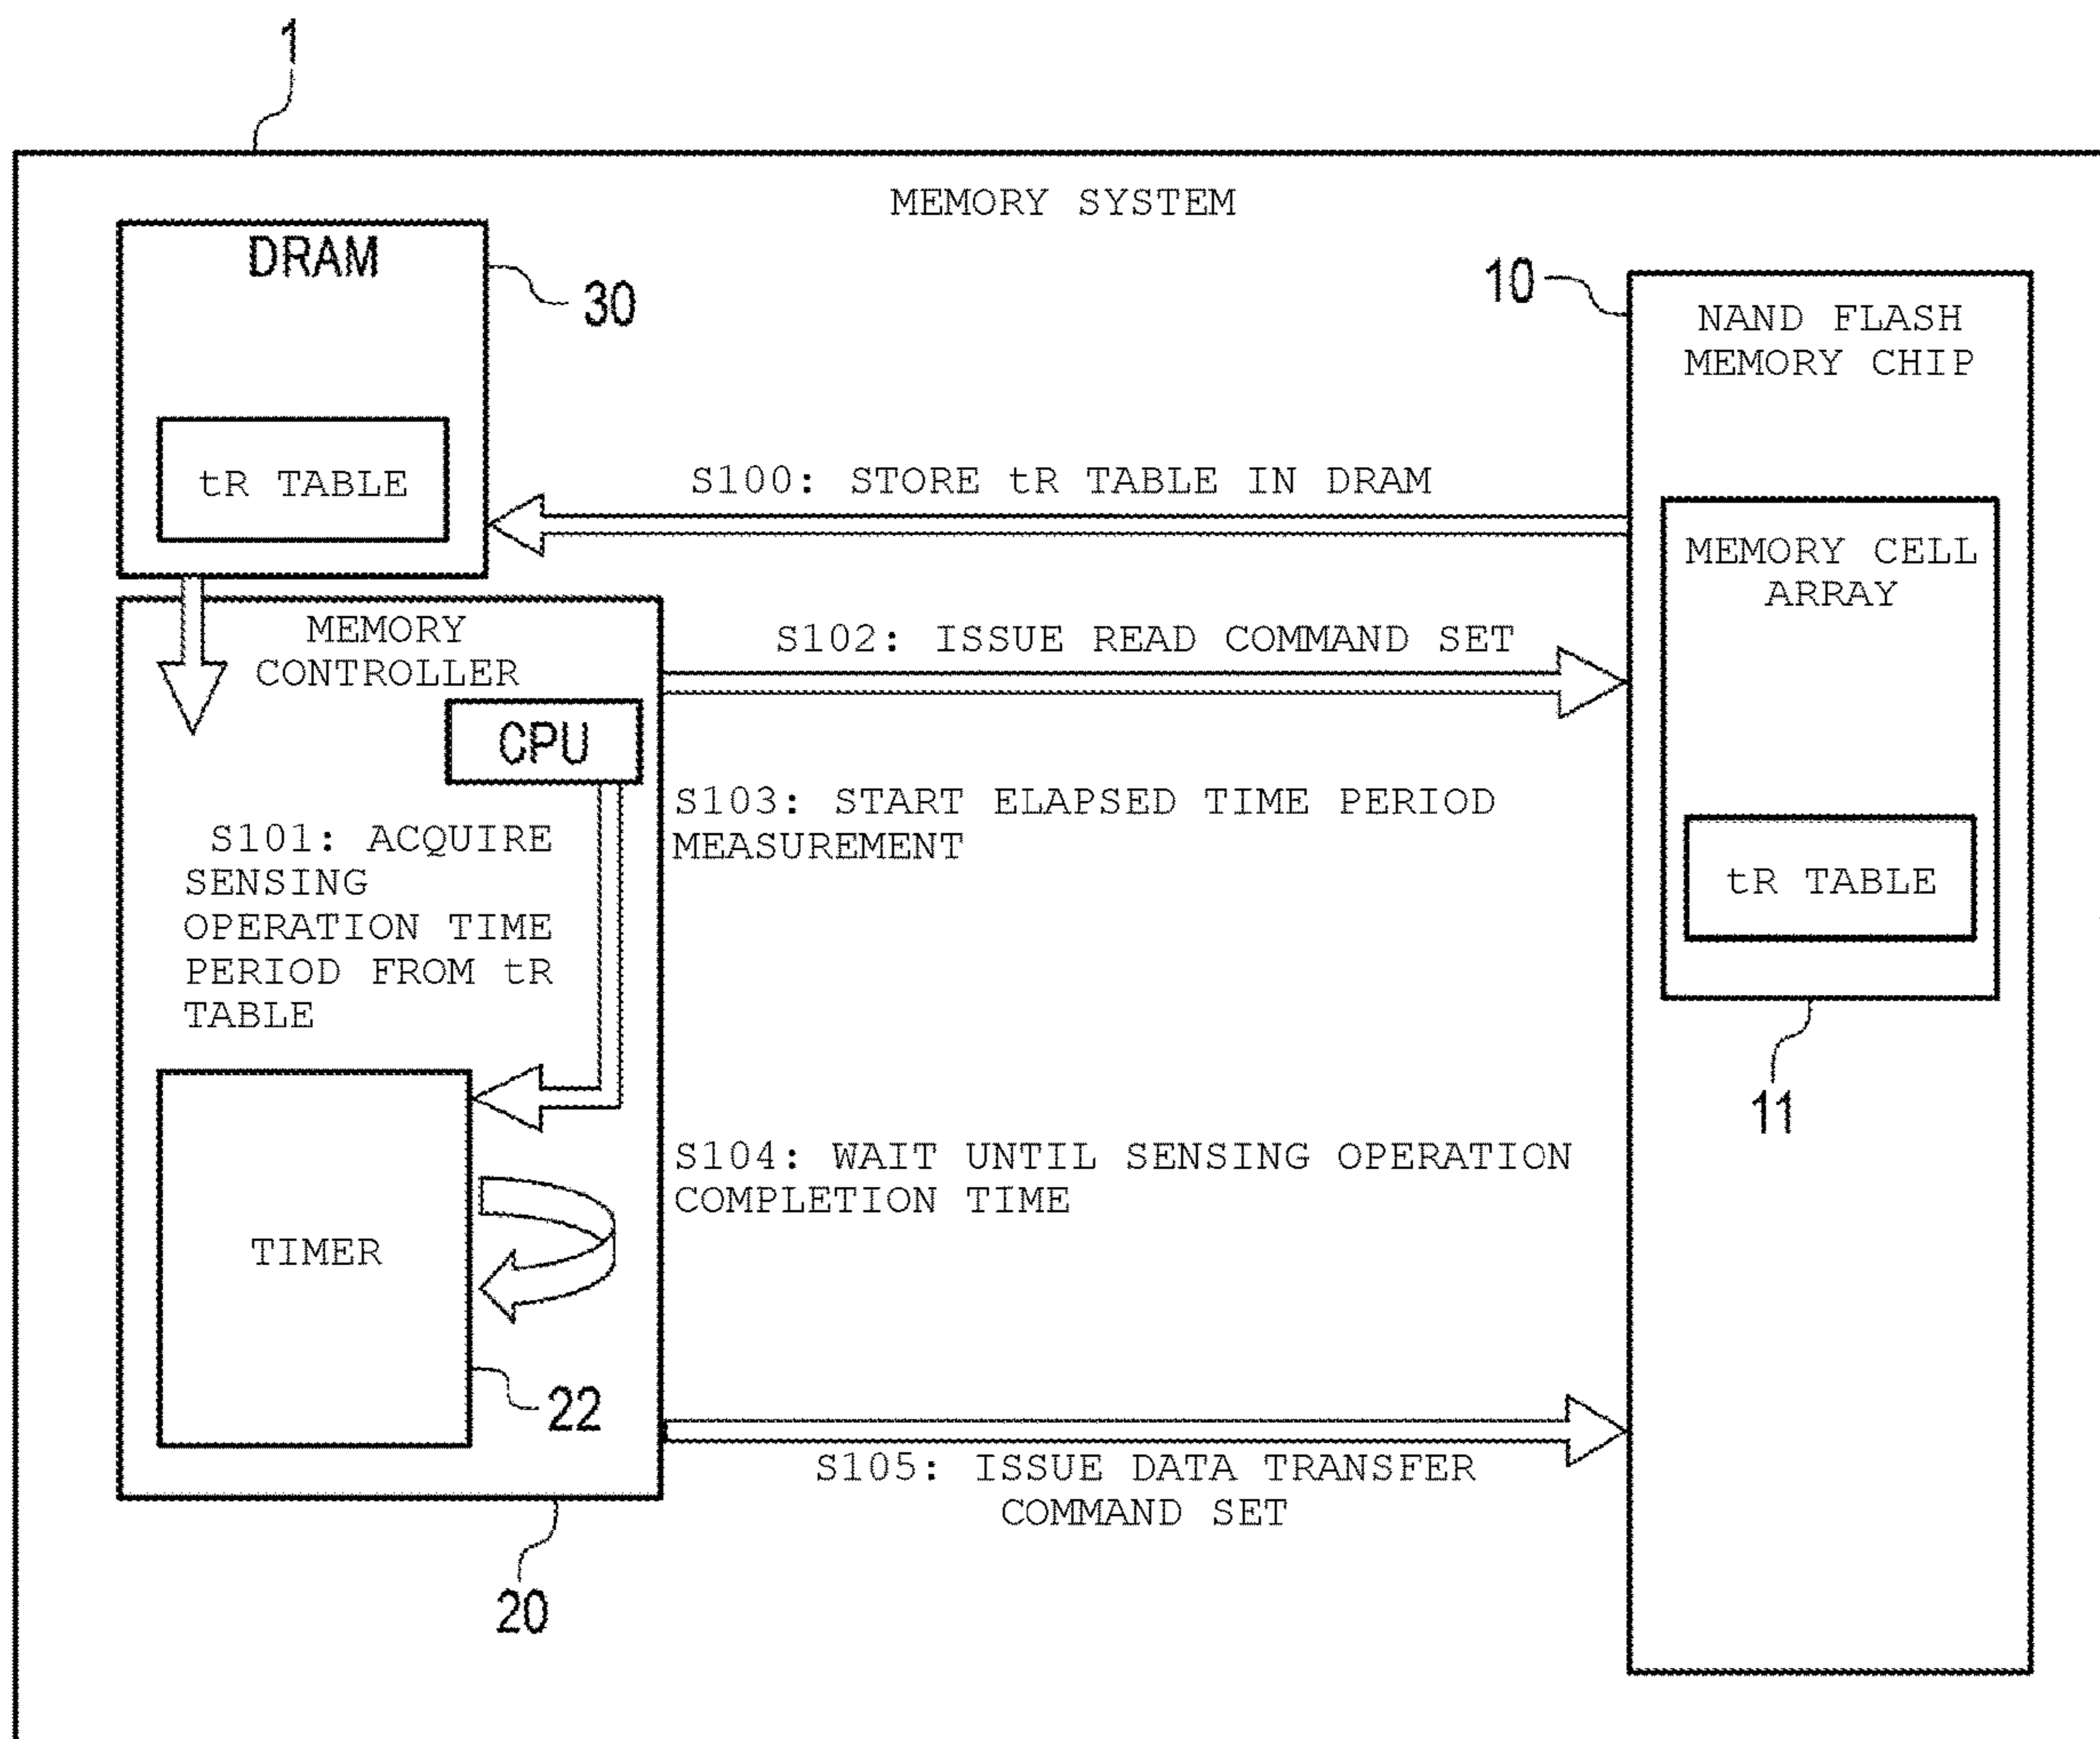 1
MEMORY SYSTEM
DRAM
30
10
NAND FLASH
MEMORY CHIP
tR TABLE
S100: STORE tR TABLE IN DRAM
MEMORY CELL
ARRAY
MEMORY
CONTROLLER
S102: ISSUE READ COMMAND SET
CPU
S103: START ELAPSED TIME PERIOD
MEASUREMENT
S101: ACQUIRE
SENSING
OPERATION TIME
PERIOD FROM tR
TABLE
tR TABLE
11
S104: WAIT UNTIL SENSING OPERATION
COMPLETION TIME
TIMER
22
S105: ISSUE DATA TRANSFER
COMMAND SET
20